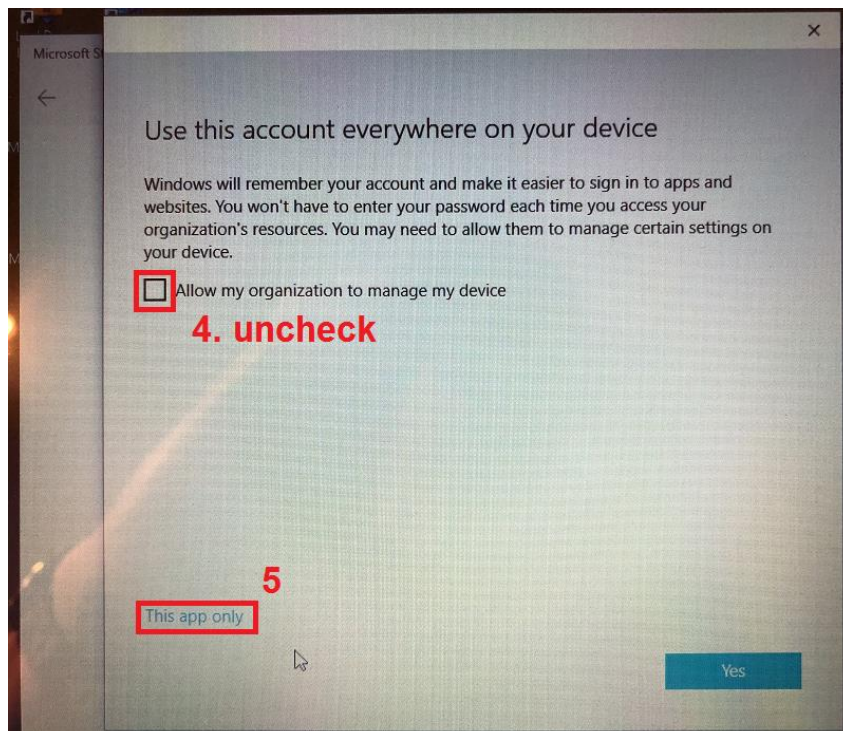 Microsoft St
Use this account everywhere on your device
Windows will remember your account and make it easier to sign in to apps and
websites. You won't have to enter your password each time you access your
organization's resources. You may need to allow them to manage certain settings on
your device.
Allow my organization to manage my device
4. uncheck
5
This app only
Yes